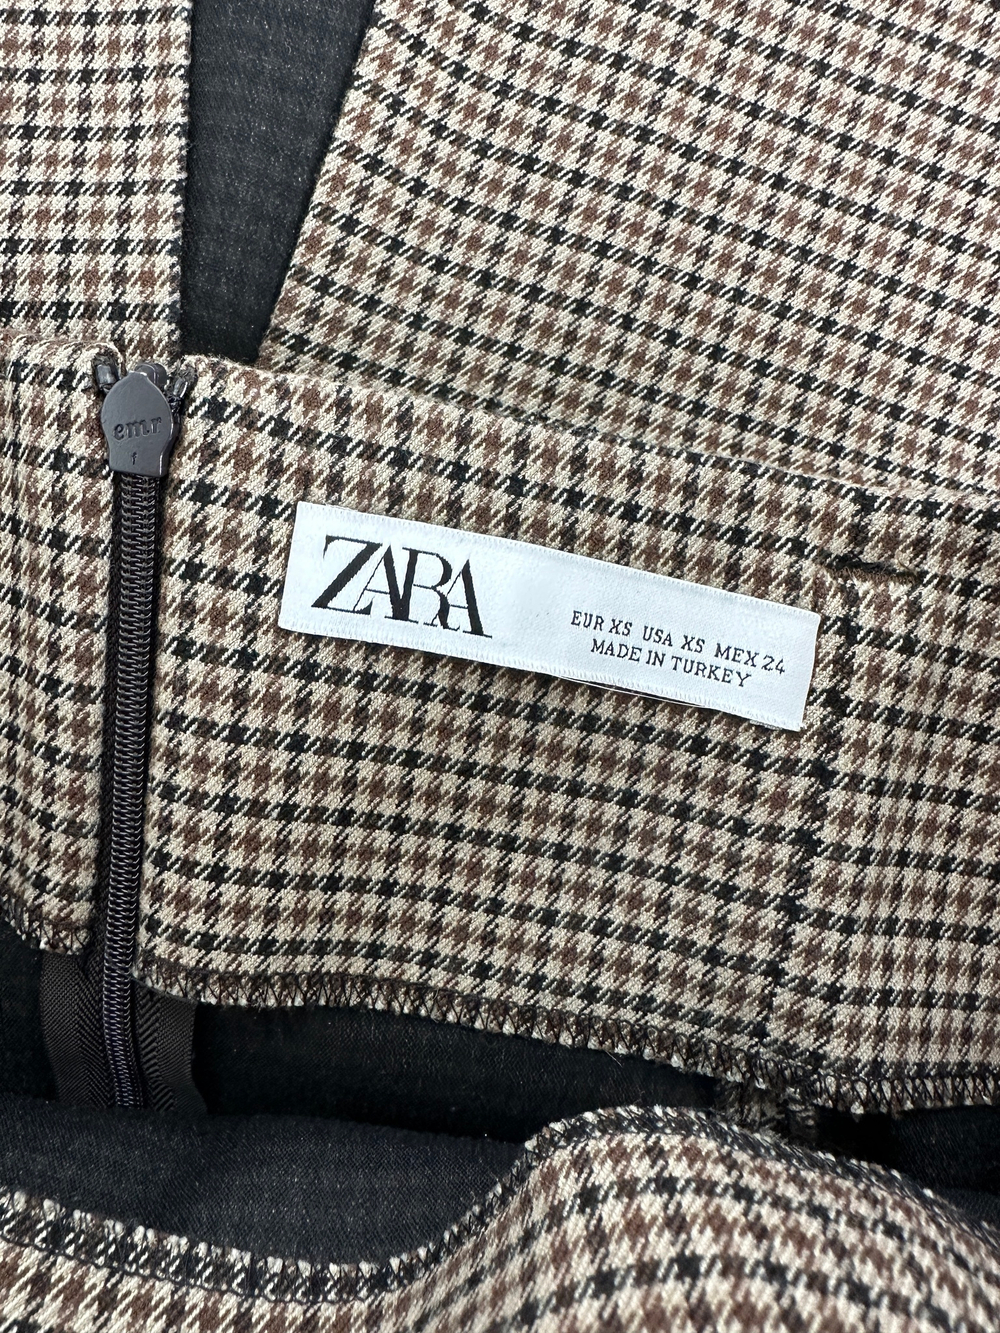 emr
f
ZARA
EUR XS USA XS MEX 24
MADE IN TURKEY